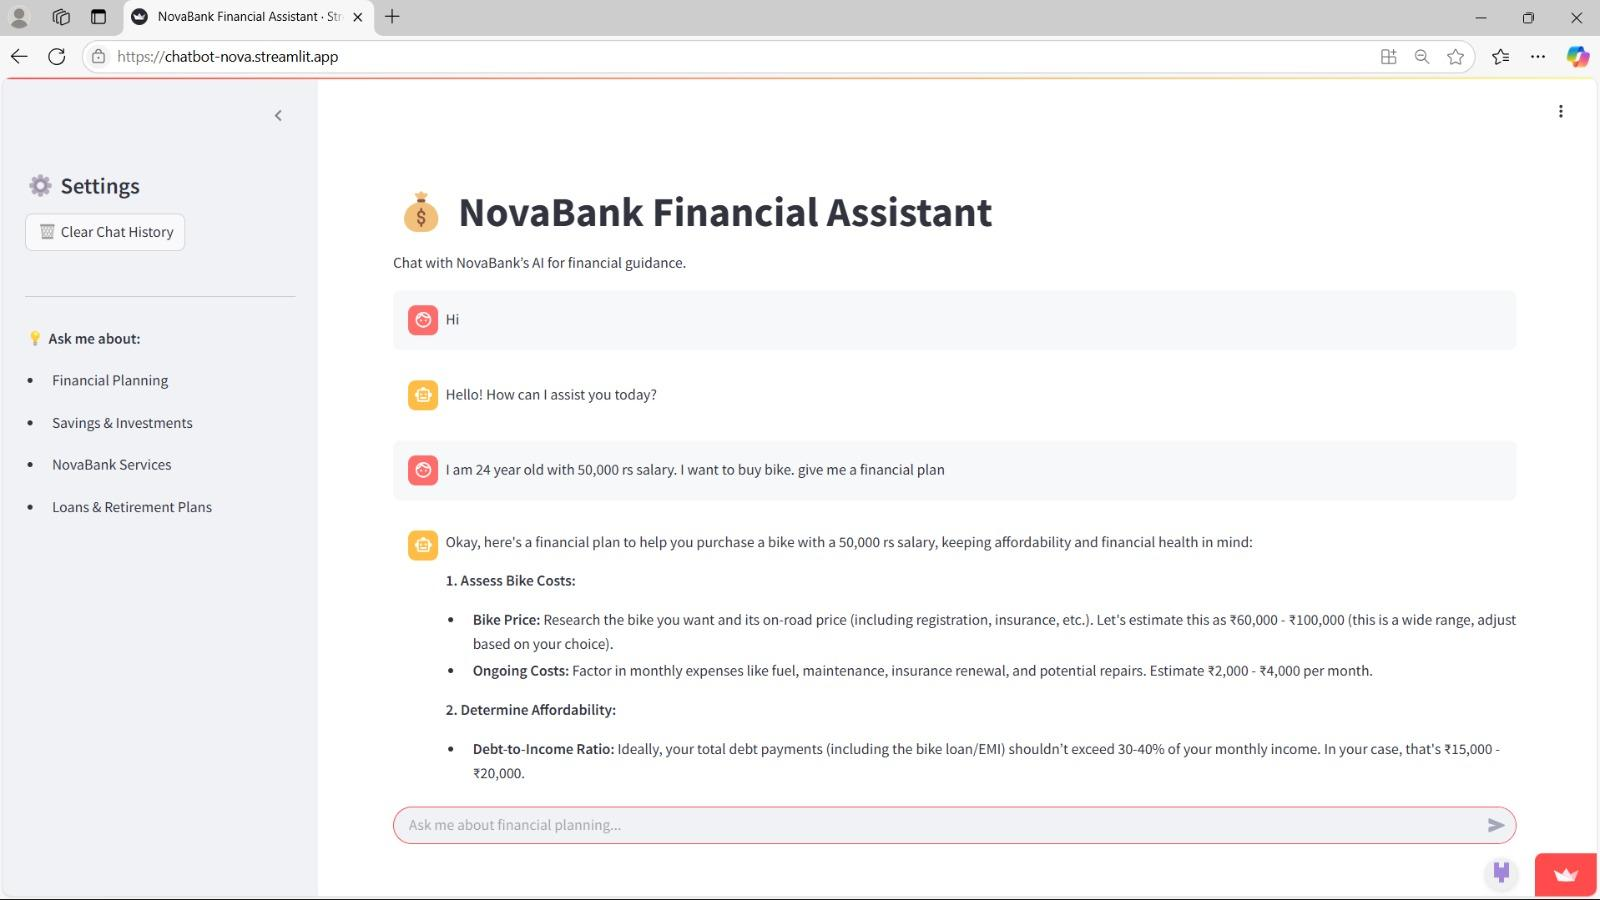 NovaBank Financial Assistant · Str
https://chatbot-nova.streamlit.app
Settings
Clear Chat History
Ask me about:
• Financial Planning
• Savings & Investments
• NovaBank Services
• Loans & Retirement Plans
$ NovaBank Financial Assistant
Chat with NovaBank’s AI for financial guidance.
Hi
Hello! How can I assist you today?
I am 24 year old with 50,000 rs salary. I want to buy bike. give me a financial plan
Okay, here's a financial plan to help you purchase a bike with a 50,000 rs salary, keeping affordability and financial health in mind:
1. Assess Bike Costs:
• Bike Price: Research the bike you want and its on-road price (including registration, insurance, etc.). Let's estimate this as ₹60,000 - ₹100,000 (this is a wide range, adjust
based on your choice).
• Ongoing Costs: Factor in monthly expenses like fuel, maintenance, insurance renewal, and potential repairs. Estimate ₹2,000 - ₹4,000 per month.
2. Determine Affordability:
• Debt-to-Income Ratio: Ideally, your total debt payments (including the bike loan/EMI) shouldn’t exceed 30-40% of your monthly income. In your case, that's ₹15,000 -
₹20,000.
Ask me about financial planning...